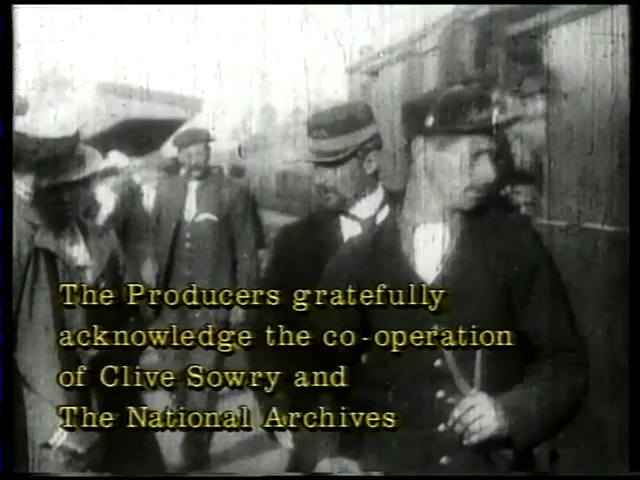 The Producers gratefully
acknowledge the co-operation
of Clive Sowry and
The National Archives